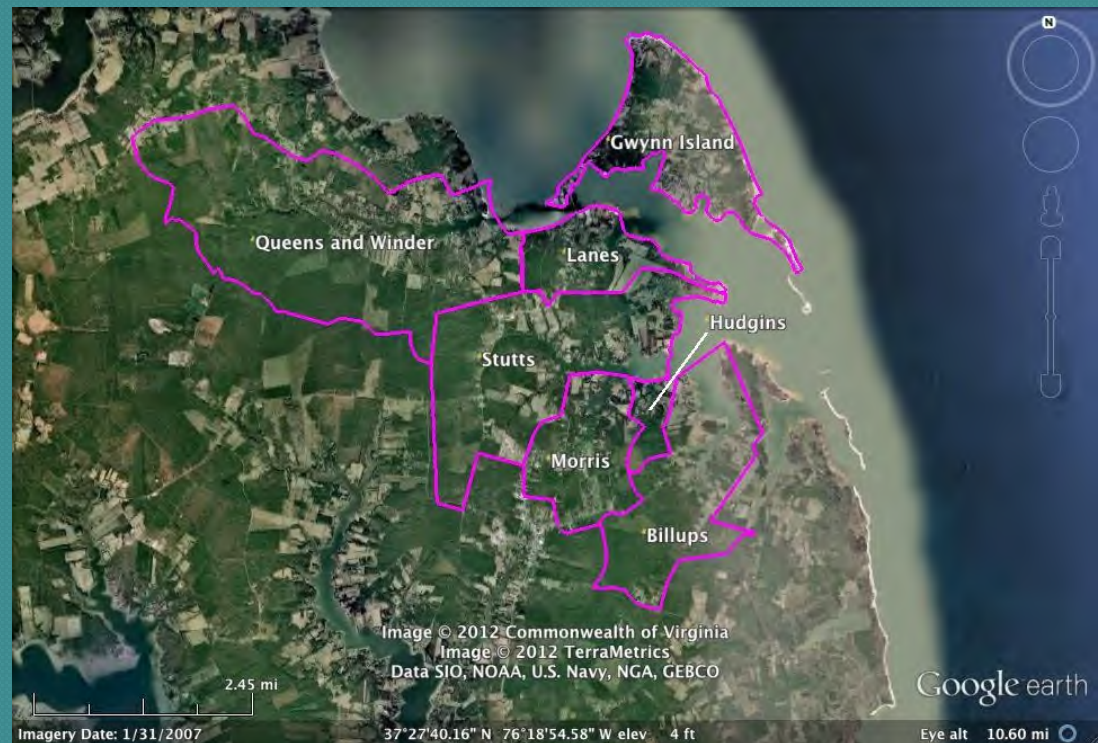 N
Gwynn Island
Queens and Winder
Lanes
Hudgins
Stutts
Morris
Billups
Image © 2012 Commonwealth of Virginia
Image © 2012 TerraMetrics
Data SIO, NOAA, U.S. Navy, NGA, GEBCO
2.45 mi
Google earth
Imagery Date: 1/31/2007 37°27'40.16" N 76°18'54.58" W elev 4 ft Eye alt 10.60 mi